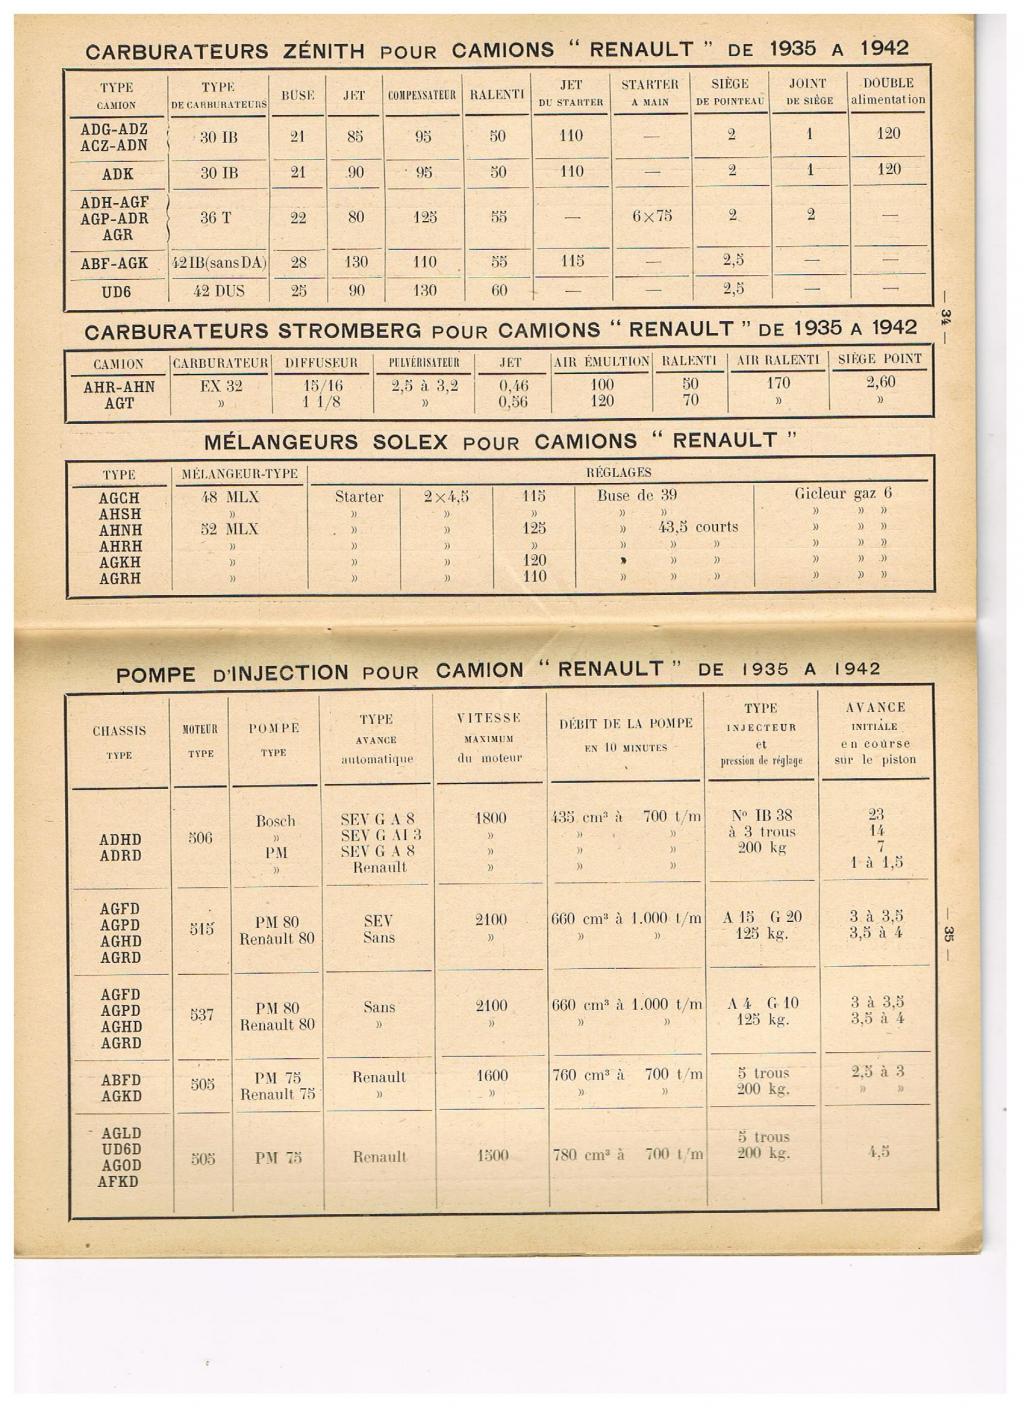 CARBURATEURS ZÉNITH POUR CAMIONS “ RENAULT ” DE 1935 A 1942
TYPE CAMION | TYPE DE CARBURATEURS | BUSE | JET | COMPENSATEUR | RALENTI | JET DU STARTER | STARTER A MAIN | SIÈGE DE POINTEAU | JOINT DE SIÈGE | DOUBLE alimentation
ADG-ADZ
ACZ-ADN | 30 IB | 21 | 85 | 95 | 50 | 110 | — | 2 | 1 | 120
ADK | 30 IB | 21 | 90 | 95 | 50 | 110 | — | 2 | 1 | 120
ADH-AGF
AGP-ADR | 36 T | 22 | 80 | 125 | 55 | — | 6×75 | 2 | 2 | —
AGR
ABF-AGK | 42 IB (sans DA) | 28 | 130 | 110 | 55 | 115 | — | 2,5 | — | —
UD6 | 42 DUS | 25 | 90 | 130 | 60 | — | — | 2,5 | — | —
— 34 —
CARBURATEURS STROMBERG POUR CAMIONS “ RENAULT ” DE 1935 A 1942
CAMION | CARBURATEUR | DIFFUSEUR | PULVÉRISATEUR | JET | AIR ÉMULTION | RALENTI | AIR RALENTI | SIÈGE POINT
AHR-AHN | EX 32 | 15/16 | 2,5 à 3,2 | 0,46 | 100 | 50 | 170 | 2,60
AGT | » | 1 1/8 | » | 0,56 | 120 | 70 | » | »
MÉLANGEURS SOLEX POUR CAMIONS “ RENAULT ”
TYPE | MÉLANGEUR-TYPE | RÉGLAGES
AGCH | 48 MLX | Starter | 2×4,5 | 115 | Buse de 39 | Gicleur gaz 6
AHSH | » | » | » | » | » » | » » »
AHNH | 52 MLX | » | » | 125 | » 43,5 courts | » » »
AHRH | » | » | » | » | » » » | » » »
AGKH | » | » | » | 120 | » » » | » » »
AGRH | » | » | » | 110 | » » » | » » »
POMPE D'INJECTION POUR CAMION “ RENAULT ” DE 1935 A 1942
CHASSIS TYPE | MOTEUR TYPE | POMPE TYPE | TYPE AVANCE automatique | VITESSE MAXIMUM du moteur | DÉBIT DE LA POMPE EN 10 MINUTES | TYPE INJECTEUR et pression de réglage | AVANCE INITIÀLE en course sur le piston
Bosch | SEV G A 8 | 1800 | 435 cm³ à 700 t/m | N° IB 38 | 23
ADHD | 506 | » | SEV G AI 3 | » | » » | à 3 trous | 14
ADRD | PM | SEV G A 8 | » | » » | 200 kg | 7
» | Renault | » | » » | 1 à 1,5
AGFD
AGPD | 515 | PM 80 | SEV | 2100 | 660 cm³ à 1.000 t/m | A 15 G 20 | 3 à 3,5
AGHD | Renault 80 | Sans | » | » » | 125 kg. | 3,5 à 4
AGRD
— 35 —
AGFD
AGPD | 537 | PM 80 | Sans | 2100 | 660 cm³ à 1.000 t/m | A 4 G 10 | 3 à 3,5
AGHD | Renault 80 | » | » | » » | 125 kg. | 3,5 à 4
AGRD
ABFD | 505 | PM 75 | Renault | 1600 | 760 cm³ à 700 t/m | 5 trous | 2,5 à 3
AGKD | Renault 75 | » | » | » » | 200 kg. | » »
AGLD
UD6D | 505 | PM 75 | Renault | 1500 | 780 cm³ à 700 t/m | 5 trous | 4,5
AGOD | 200 kg.
AFKD